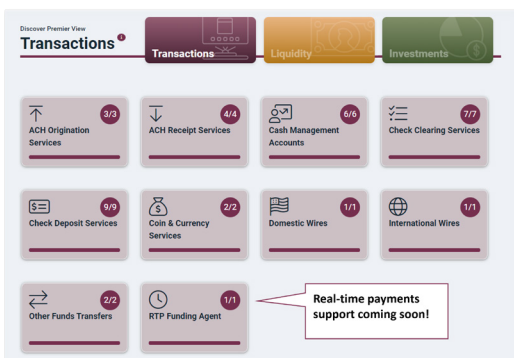 Discover Premier View
Transactions
Transactions
Liquidity
Investments
3/3
ACH Origination
Services
4/4
ACH Receipt Services
6/6
Cash Management
Accounts
7/7
Check Clearing Services
9/9
Check Deposit Services
2/2
Coin & Currency
Services
1/1
Domestic Wires
1/1
International Wires
2/2
Other Funds Transfers
1/1
RTP Funding Agent
Real-time payments
support coming soon!